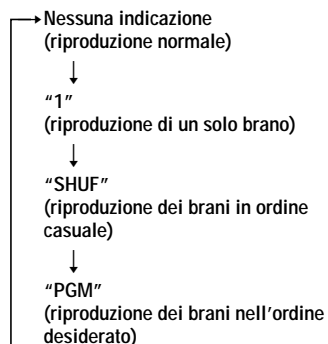 Nessuna indicazione
(riproduzione normale)
“1”
(riproduzione di un solo brano)
“SHUF”
(riproduzione dei brani in ordine
casuale)
“PGM”
(riproduzione dei brani nell'ordine
desiderato)